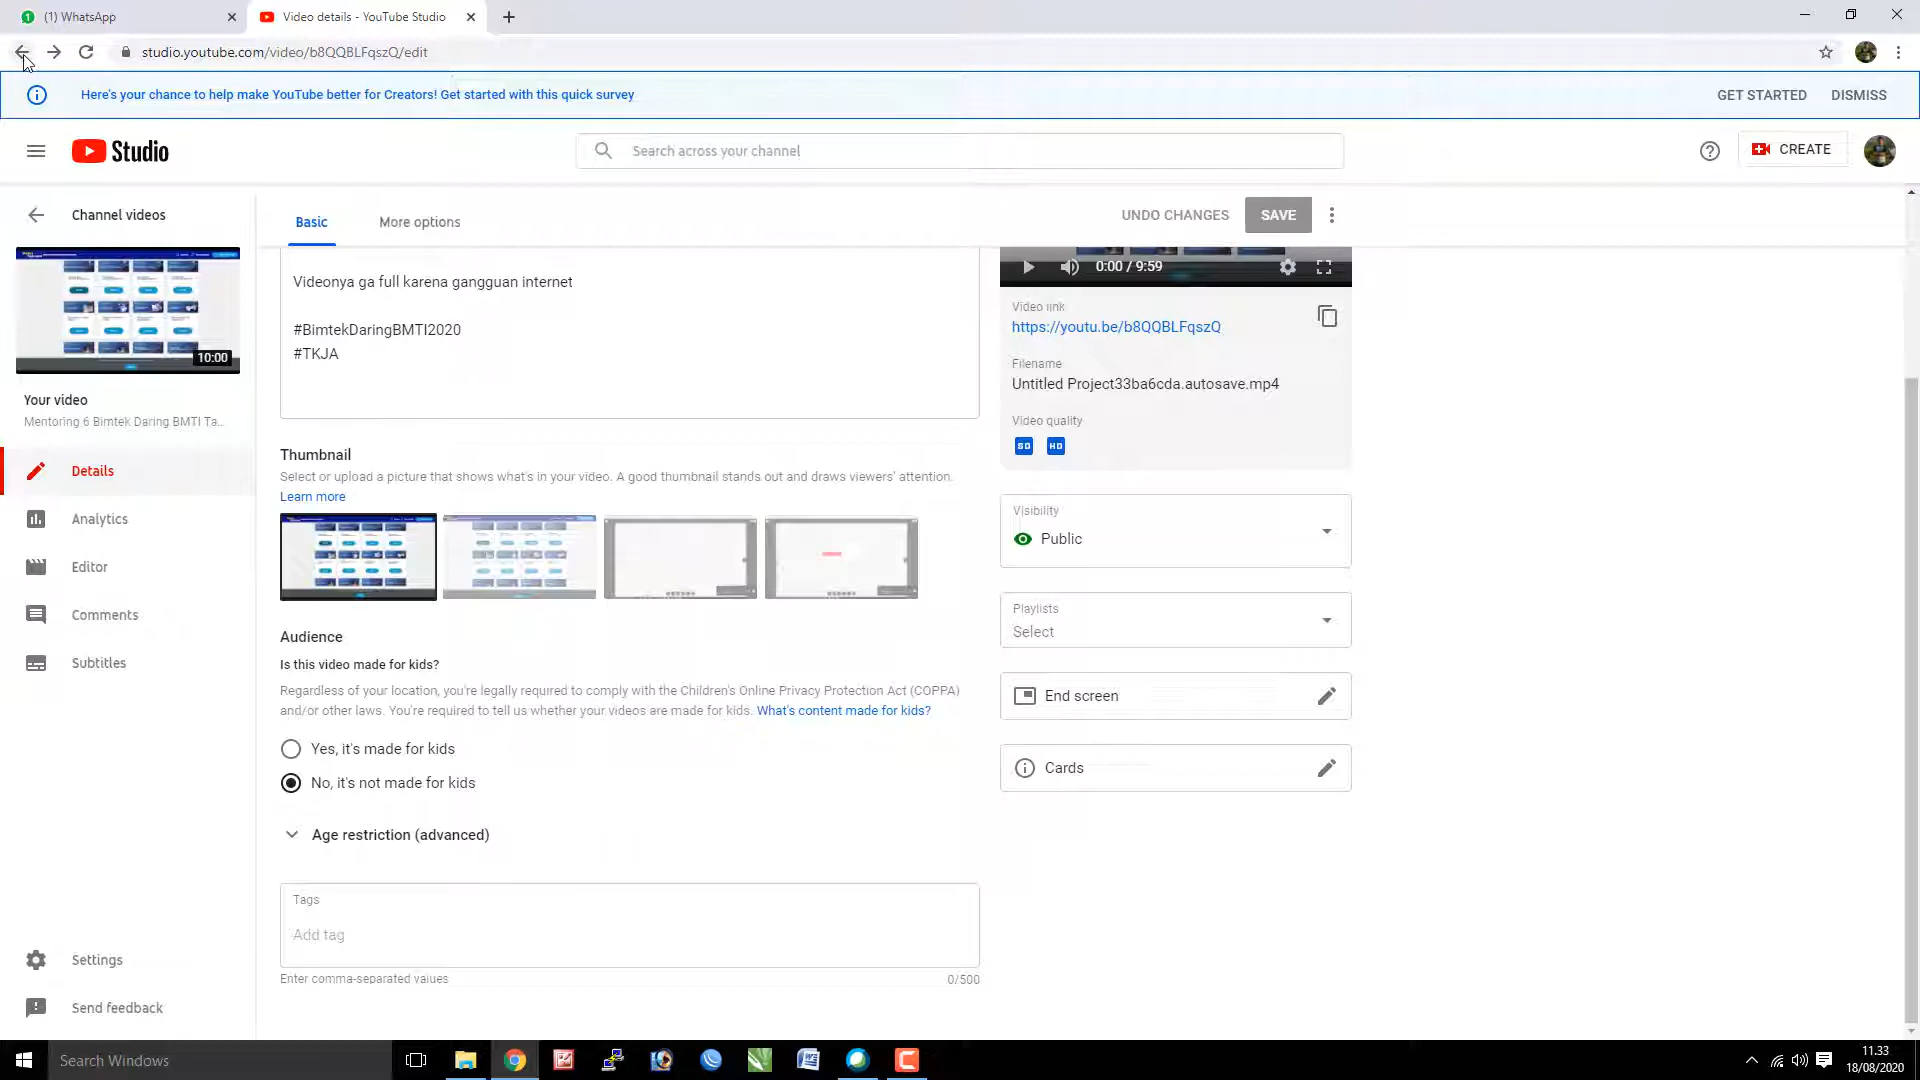 (1) WhatsApp
Video details - YouTube Studio
studio.youtube.com/video/b8QQBLFqszQ/edit
Here's your chance to help make YouTube better for Creators! Get started with this quick survey
GET STARTED
DISMISS
Studio
Search across your channel
CREATE
Channel videos
Basic
More options
UNDO CHANGES
SAVE
10:00
Your video
Mentoring 6 Bimtek Daring BMTI Ta...
Details
Analytics
Editor
Comments
Subtitles
Settings
Send feedback
Videonya ga full karena gangguan internet
#BimtekDaringBMTI2020
#TKJA
Thumbnail
Select or upload a picture that shows what's in your video. A good thumbnail stands out and draws viewers' attention.
Learn more
Audience
Is this video made for kids?
Regardless of your location, you're legally required to comply with the Children's Online Privacy Protection Act (COPPA)
and/or other laws. You're required to tell us whether your videos are made for kids. What's content made for kids?
Yes, it's made for kids
No, it's not made for kids
Age restriction (advanced)
Tags
Add tag
Enter comma-separated values
0/500
0:00 / 9:59
Video link
https://youtu.be/b8QQBLFqszQ
Filename
Untitled Project33ba6cda.autosave.mp4
Video quality
SD
HD
Visibility
Public
Playlists
Select
End screen
Cards
Search Windows
11.33
18/08/2020